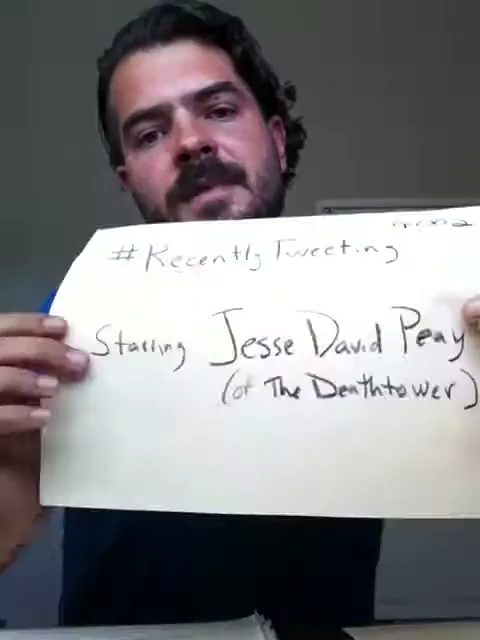 #RecentlyTweeting
Starring Jesse David Peay
(of The Deathtower)